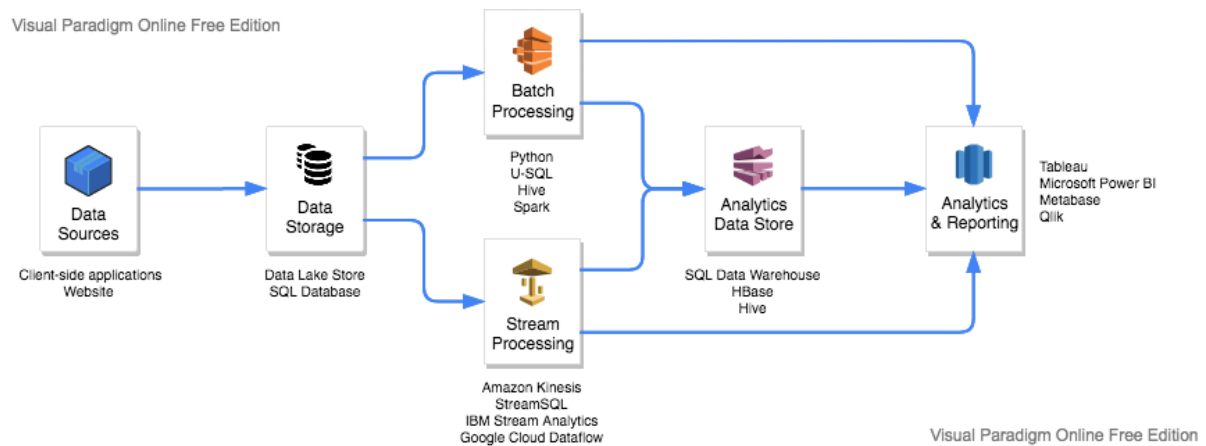 Visual Paradigm Online Free Edition
Batch
Processing
Python
U-SQL
Hive
Spark
Data
Sources
Client-side applications
Website
Data
Storage
Data Lake Store
SQL Database
Stream
Processing
Amazon Kinesis
StreamSQL
IBM Stream Analytics
Google Cloud Dataflow
Analytics
Data Store
SQL Data Warehouse
HBase
Hive
Analytics
& Reporting
Tableau
Microsoft Power BI
Metabase
Qlik
Visual Paradigm Online Free Edition